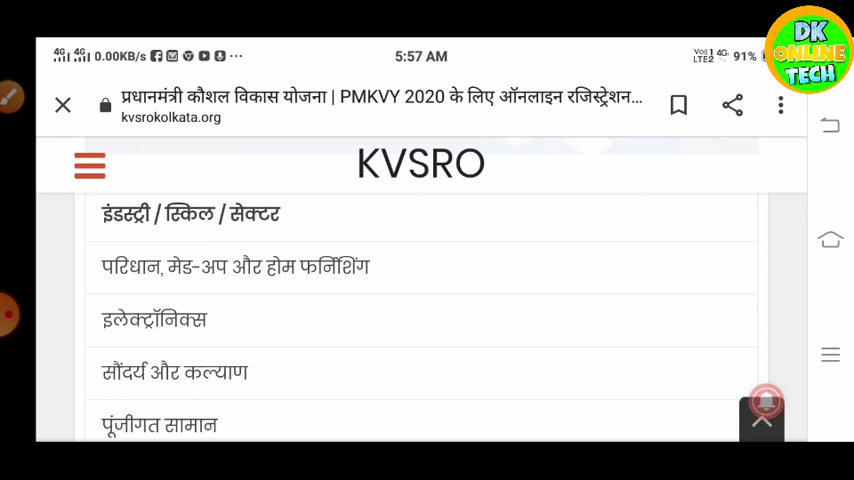 4G 4G 0.00KB/s ... 5:57 AM Vo) 1 4G LTE2 91%
प्रधानमंत्री कौशल विकास योजना | PMKVY 2020 के लिए ऑनलाइन रजिस्ट्रेशन...
kvsrokolkata.org
KVSRO
इंडस्ट्री / स्किल / सेक्टर
परिधान, मेड-अप और होम फर्निशिंग
इलेक्ट्रॉनिक्स
सौंदर्य और कल्याण
पूंजीगत सामान
DK
ONLINE
TECH